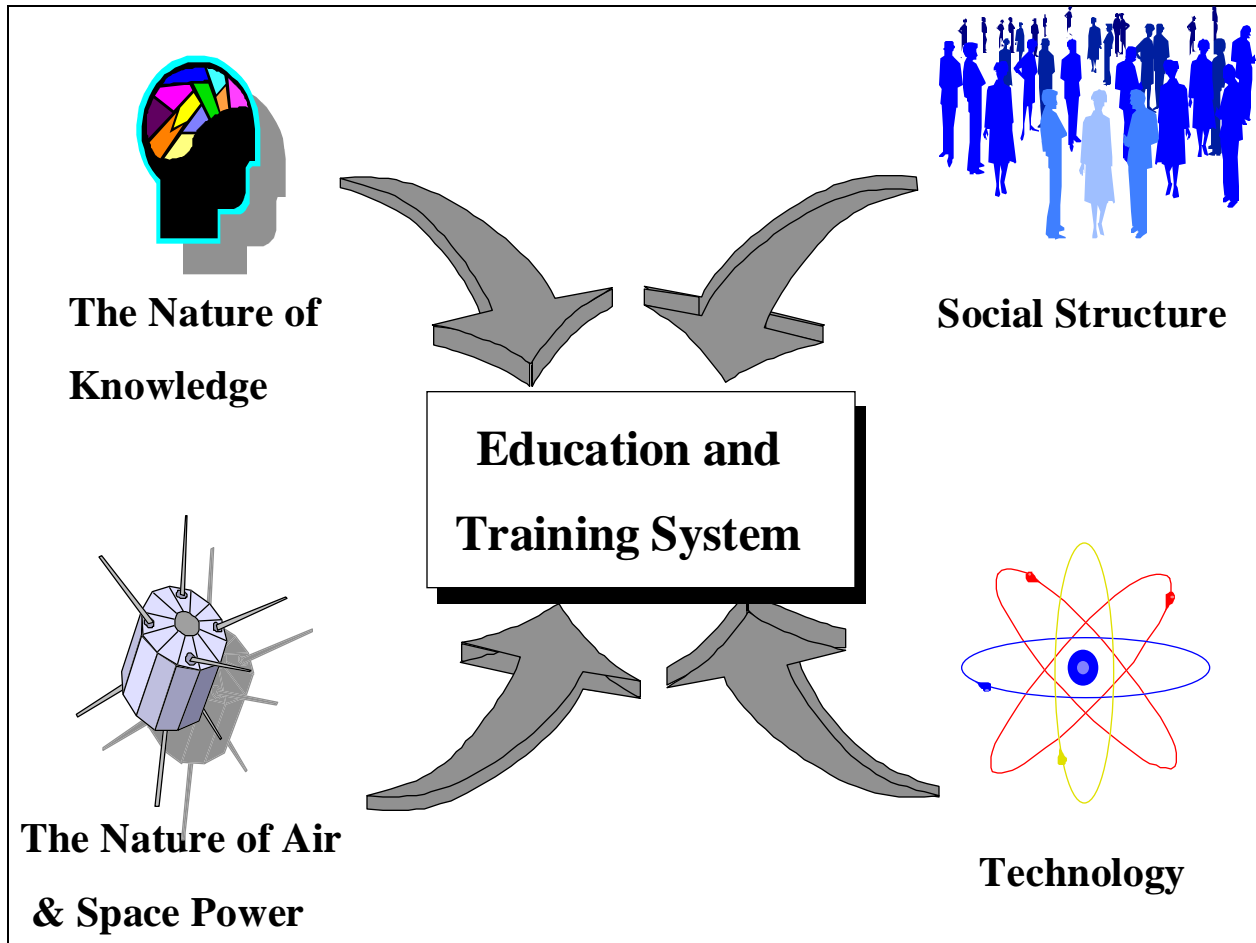 The Nature of
Knowledge
Social Structure
Education and
Training System
The Nature of Air
& Space Power
Technology